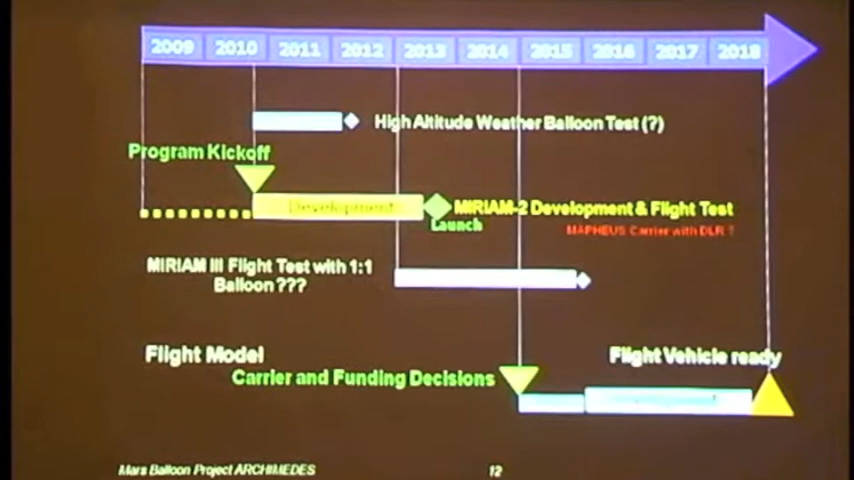 2009 2010 2011 2012 2013 2014 2015 2016 2017 2018
High Altitude Weather Balloon Test (?)
Program Kickoff
Development
MIRIAM-2 Development & Flight Test
Launch
MAPHEUS Carrier with DLR ?
MIRIAM III Flight Test with 1:1
Balloon ???
Flight Model
Flight Vehicle ready
Carrier and Funding Decisions
Mars Balloon Project ARCHIMEDES
12